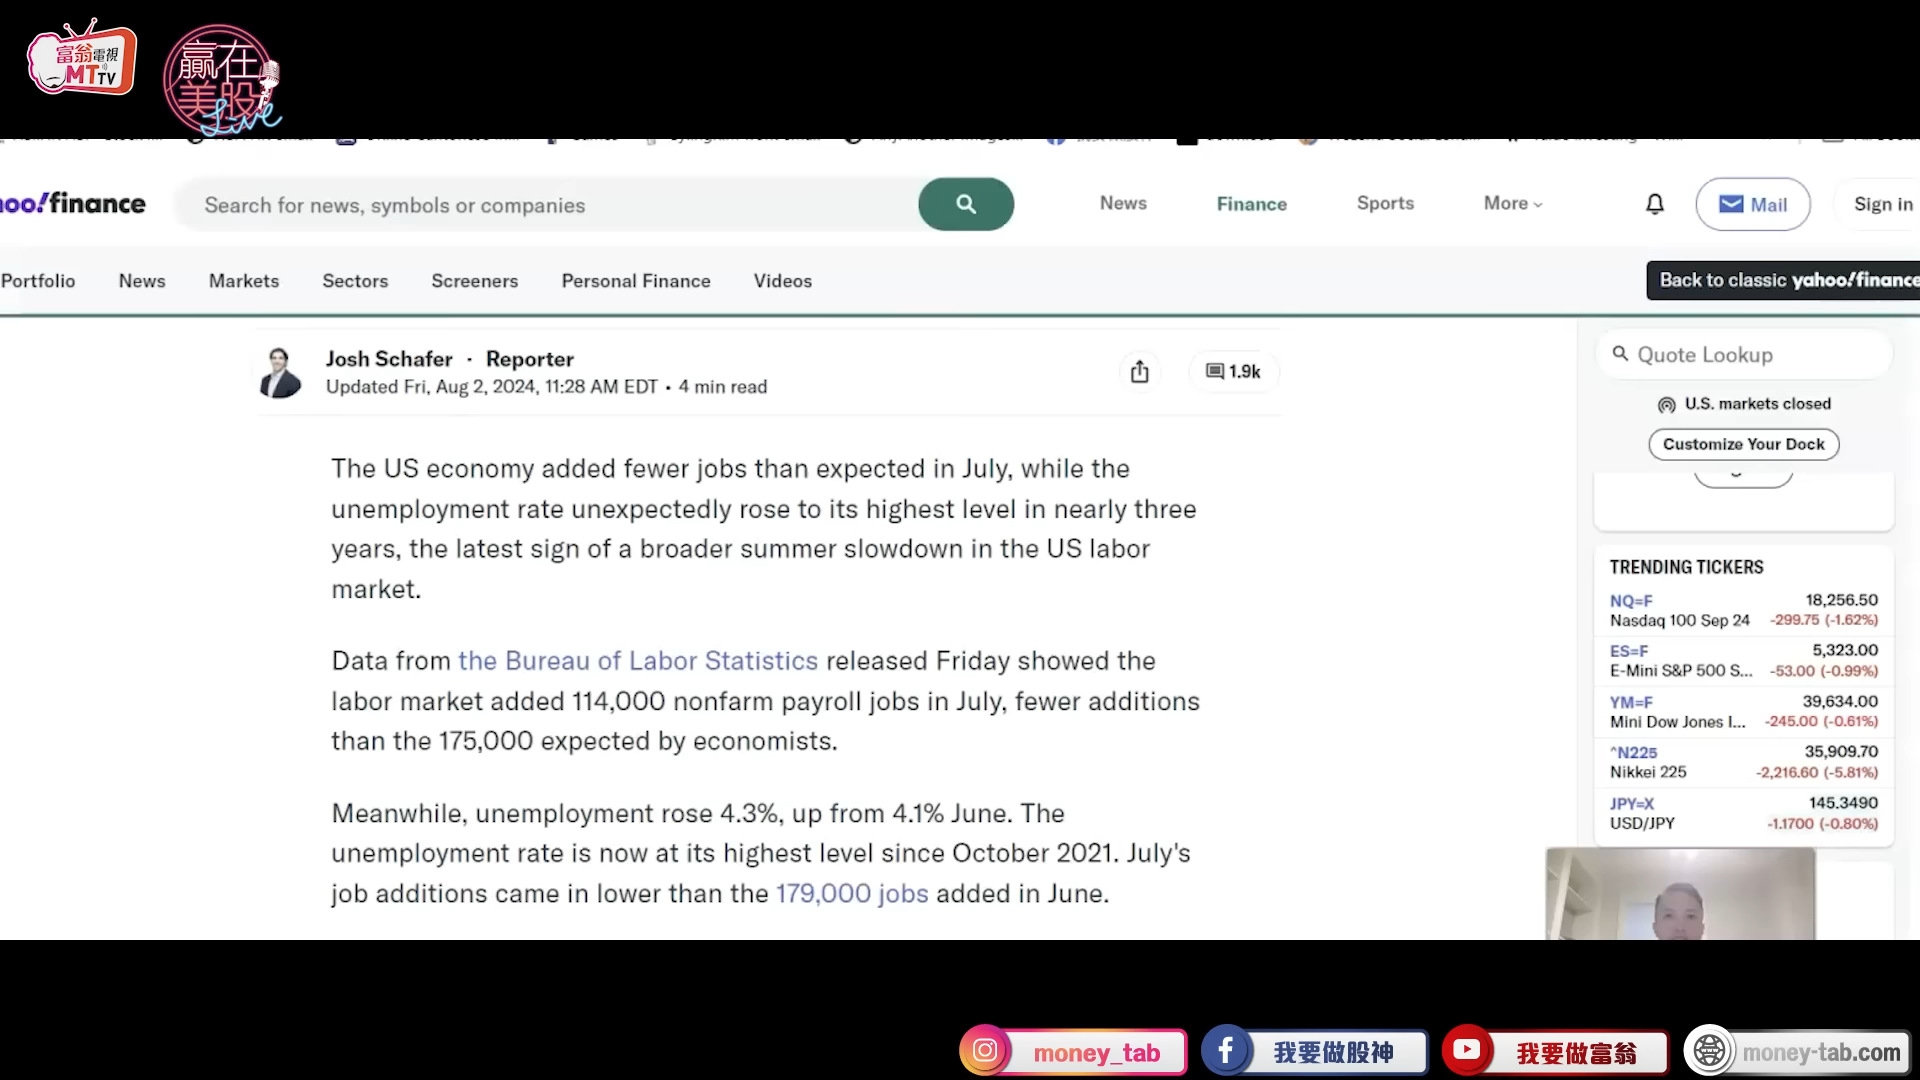 富翁電視
MTTV
贏在
美股
Live
hoo!finance
Search for news, symbols or companies
News
Finance
Sports
More
Mail
Sign in
Portfolio
News
Markets
Sectors
Screeners
Personal Finance
Videos
Back to classic yahoo!finance
Josh Schafer · Reporter
Updated Fri, Aug 2, 2024, 11:28 AM EDT • 4 min read
1.9k
The US economy added fewer jobs than expected in July, while the
unemployment rate unexpectedly rose to its highest level in nearly three
years, the latest sign of a broader summer slowdown in the US labor
market.
Data from the Bureau of Labor Statistics released Friday showed the
labor market added 114,000 nonfarm payroll jobs in July, fewer additions
than the 175,000 expected by economists.
Meanwhile, unemployment rose 4.3%, up from 4.1% June. The
unemployment rate is now at its highest level since October 2021. July's
job additions came in lower than the 179,000 jobs added in June.
Quote Lookup
U.S. markets closed
Customize Your Dock
TRENDING TICKERS
NQ=F 18,256.50
Nasdaq 100 Sep 24 -299.75 (-1.62%)
ES=F 5,323.00
E-Mini S&P 500 S... -53.00 (-0.99%)
YM=F 39,634.00
Mini Dow Jones I... -245.00 (-0.61%)
^N225 35,909.70
Nikkei 225 -2,216.60 (-5.81%)
JPY=X 145.3490
USD/JPY -1.1700 (-0.80%)
money_tab
我要做股神
我要做富翁
money-tab.com